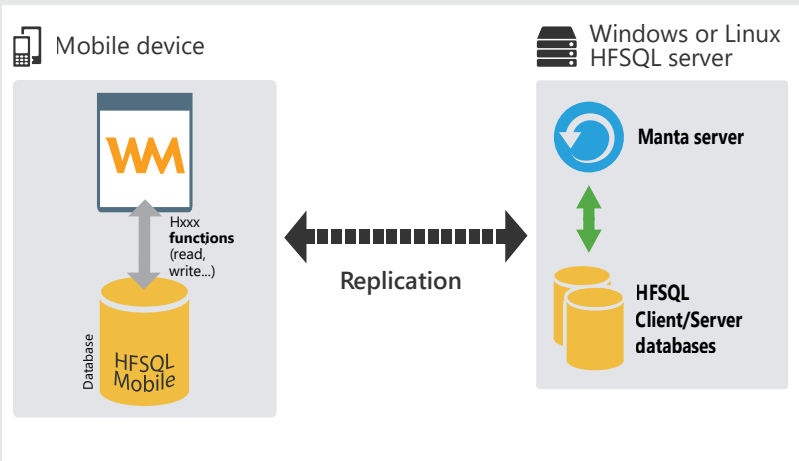 Mobile device
WM
Hxxx
functions
(read,
write...)
Database
HFSQL
Mobile
Replication
Windows or Linux
HFSQL server
Manta server
HFSQL
Client/Server
databases